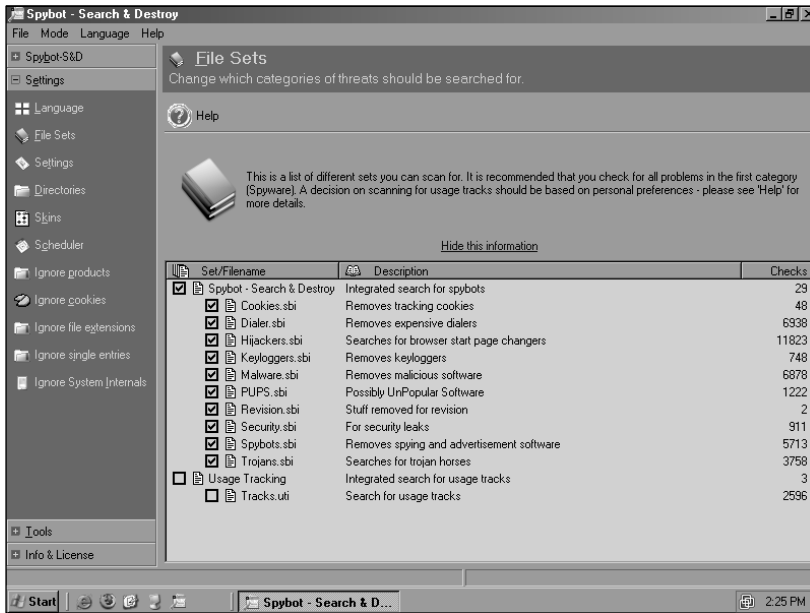 Spybot - Search & Destroy
File Mode Language Help
Spybot-S&D
Settings
Language
File Sets
Settings
Directories
Skins
Scheduler
Ignore products
Ignore cookies
Ignore file extensions
Ignore single entries
Ignore System Internals
Tools
Info & License
File Sets
Change which categories of threats should be searched for.
Help
This is a list of different sets you can scan for. It is recommended that you check for all problems in the first category
(Spyware). A decision on scanning for usage tracks should be based on personal preferences - please see 'Help' for
more details.
Hide this information
Set/Filename Description Checks
Spybot - Search & Destroy Integrated search for spybots 29
Cookies.sbi Removes tracking cookies 48
Dialer.sbi Removes expensive dialers 6938
Hijackers.sbi Searches for browser start page changers 11823
Keyloggers.sbi Removes keyloggers 748
Malware.sbi Removes malicious software 6878
PUPS.sbi Possibly UnPopular Software 1222
Revision.sbi Stuff removed for revision 2
Security.sbi For security leaks 911
Spybots.sbi Removes spying and advertisement software 5713
Trojans.sbi Searches for trojan horses 3758
Usage Tracking Integrated search for usage tracks 3
Tracks.uti Search for usage tracks 2596
Start Spybot - Search & D... 2:25 PM